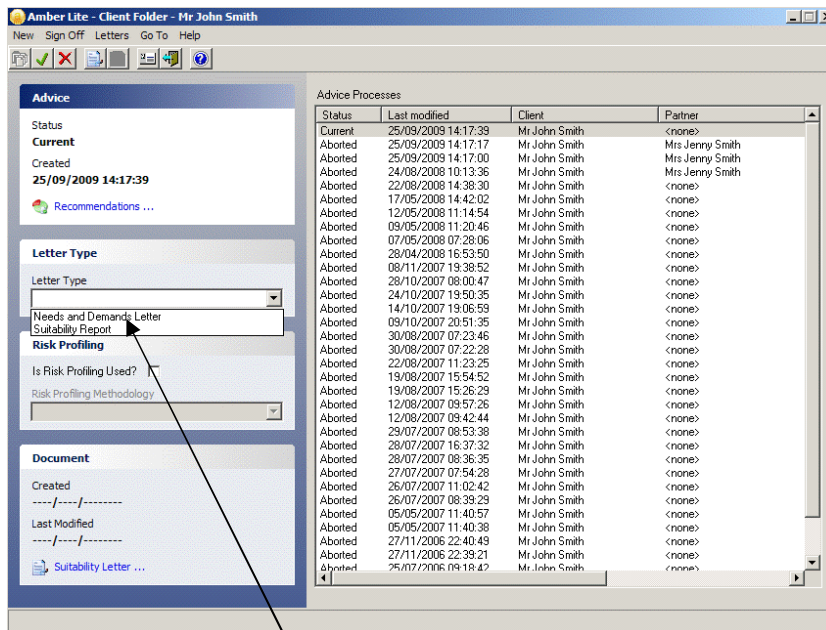 Amber Lite - Client Folder - Mr John Smith
New Sign Off Letters Go To Help
Advice
Status
Current
Created
25/09/2009 14:17:39
Recommendations ...
Letter Type
Letter Type
Needs and Demands Letter
Suitability Report
Risk Profiling
Is Risk Profiling Used?
Risk Profiling Methodology
Document
Created
----/----/--------
Last Modified
----/----/--------
Suitability Letter ...
Advice Processes
Status Last modified Client Partner
Current 25/09/2009 14:17:39 Mr John Smith <none>
Aborted 25/09/2009 14:17:17 Mr John Smith Mrs Jenny Smith
Aborted 25/09/2009 14:17:00 Mr John Smith Mrs Jenny Smith
Aborted 24/08/2008 10:13:36 Mr John Smith Mrs Jenny Smith
Aborted 22/08/2008 14:38:30 Mr John Smith <none>
Aborted 17/05/2008 14:42:02 Mr John Smith <none>
Aborted 12/05/2008 11:14:54 Mr John Smith <none>
Aborted 09/05/2008 11:20:46 Mr John Smith <none>
Aborted 07/05/2008 07:28:06 Mr John Smith <none>
Aborted 28/04/2008 16:53:50 Mr John Smith <none>
Aborted 08/11/2007 19:38:52 Mr John Smith <none>
Aborted 28/10/2007 08:00:47 Mr John Smith <none>
Aborted 24/10/2007 19:50:35 Mr John Smith <none>
Aborted 14/10/2007 19:06:59 Mr John Smith <none>
Aborted 09/10/2007 20:51:35 Mr John Smith <none>
Aborted 30/08/2007 07:23:46 Mr John Smith <none>
Aborted 30/08/2007 07:22:28 Mr John Smith <none>
Aborted 22/08/2007 11:23:25 Mr John Smith <none>
Aborted 19/08/2007 15:54:52 Mr John Smith <none>
Aborted 19/08/2007 15:26:29 Mr John Smith <none>
Aborted 12/08/2007 09:57:26 Mr John Smith <none>
Aborted 12/08/2007 09:42:44 Mr John Smith <none>
Aborted 29/07/2007 08:53:38 Mr John Smith <none>
Aborted 28/07/2007 16:37:32 Mr John Smith <none>
Aborted 28/07/2007 08:36:35 Mr John Smith <none>
Aborted 27/07/2007 07:54:28 Mr John Smith <none>
Aborted 26/07/2007 11:02:42 Mr John Smith <none>
Aborted 26/07/2007 08:39:29 Mr John Smith <none>
Aborted 05/05/2007 11:40:57 Mr John Smith <none>
Aborted 05/05/2007 11:40:38 Mr John Smith <none>
Aborted 27/11/2006 22:40:49 Mr John Smith <none>
Aborted 27/11/2006 22:39:21 Mr John Smith <none>
Aborted 25/07/2006 09:18:42 Mr John Smith <none>